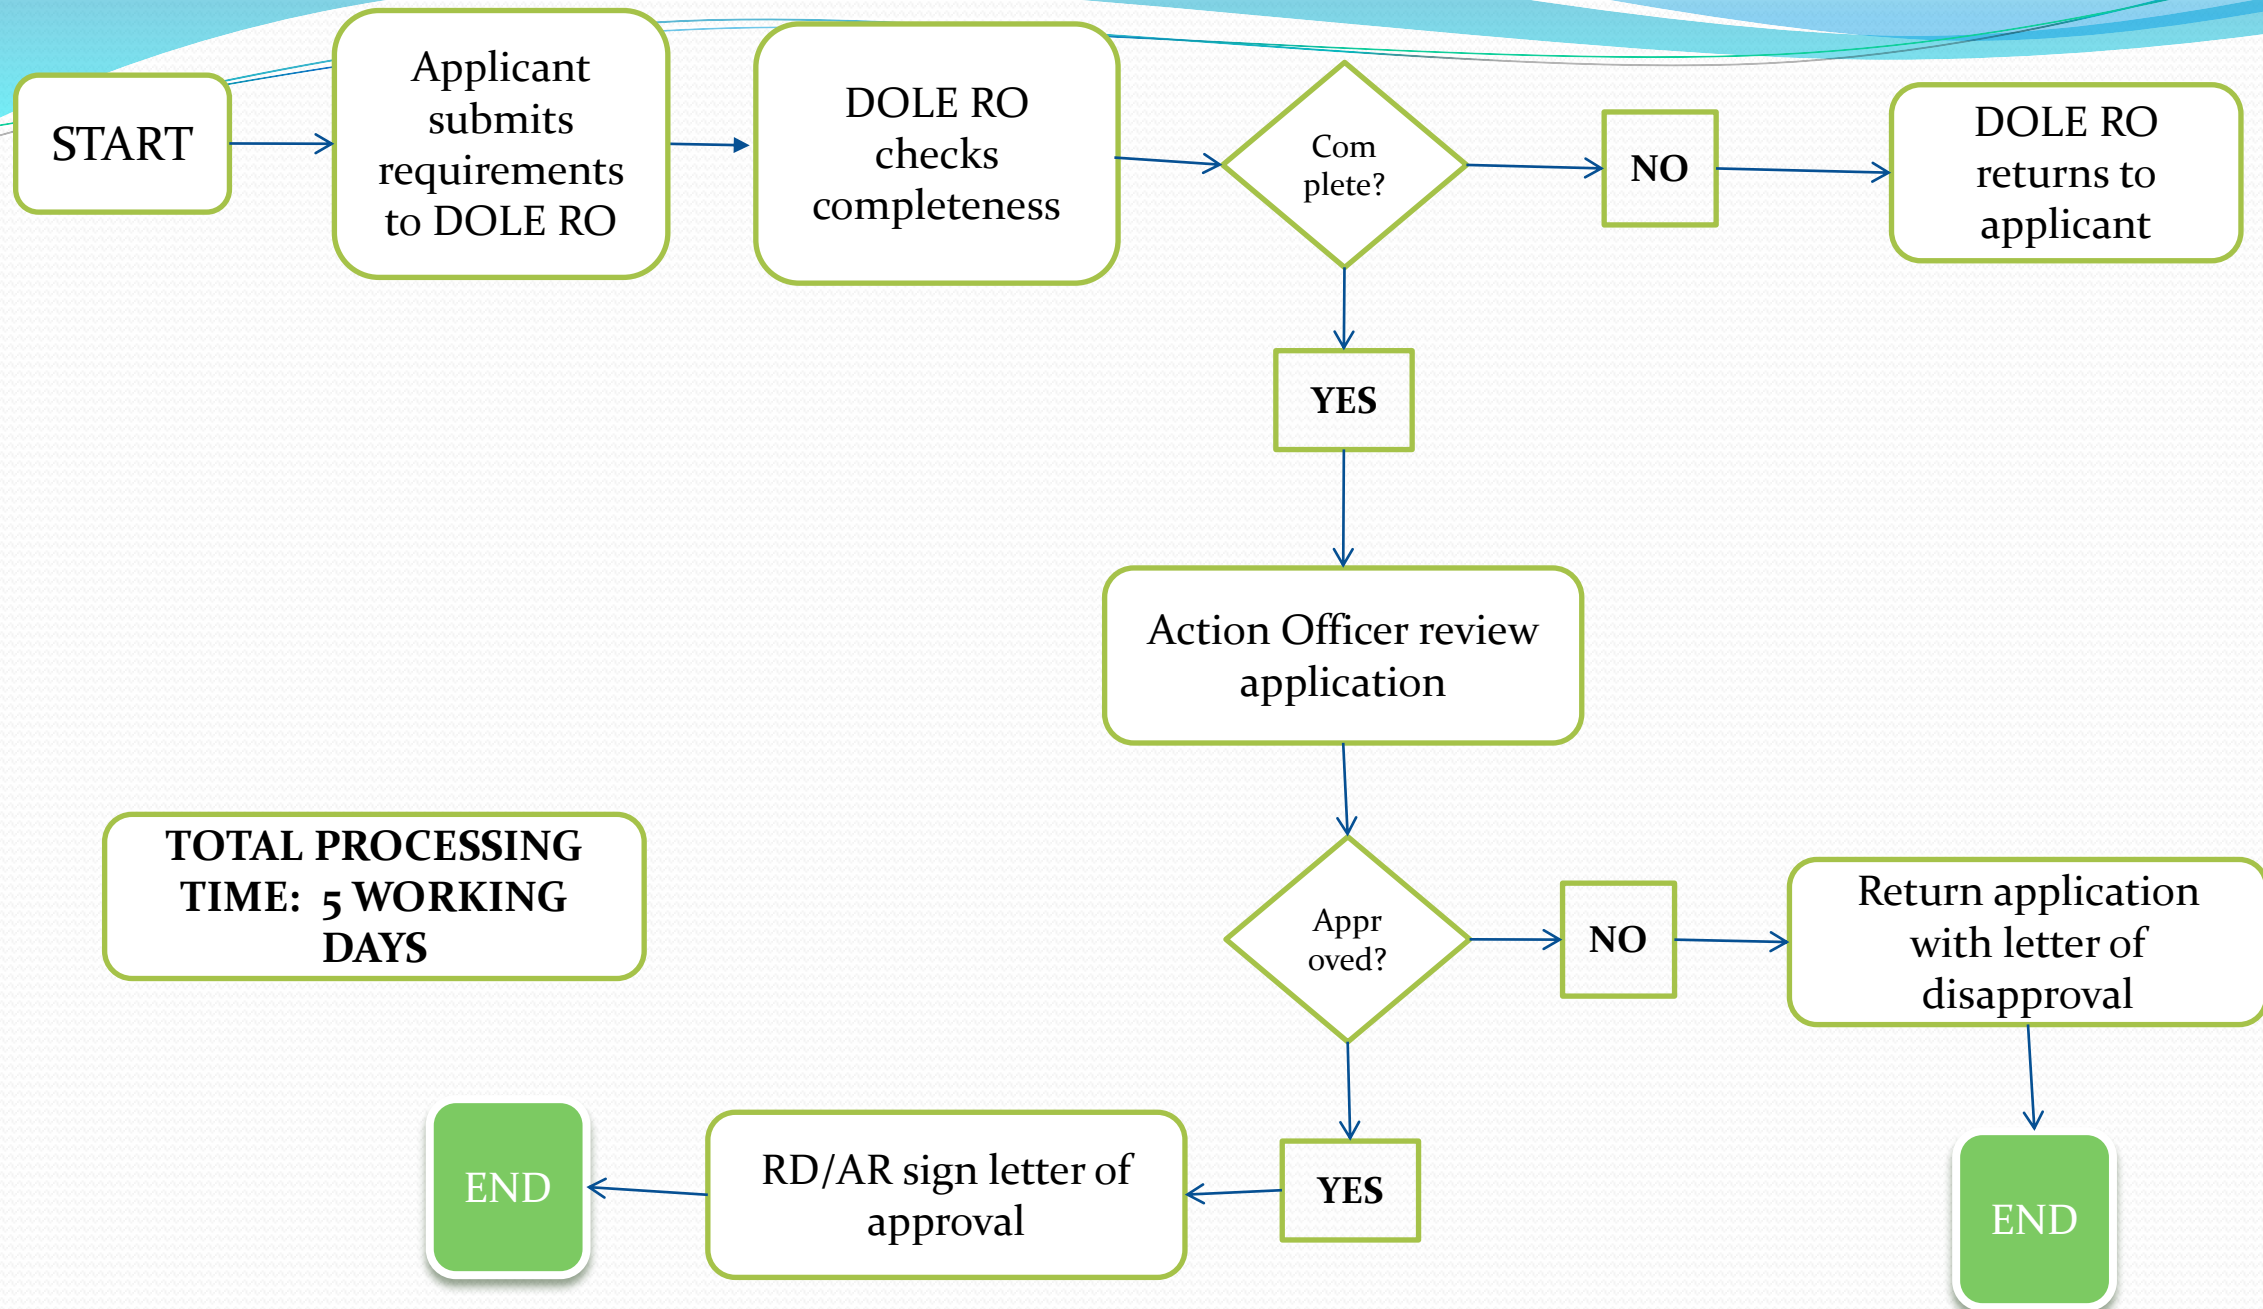 START
Applicant
submits
requirements
to DOLE RO
DOLE RO
checks
completeness
Com
plete?
NO
DOLE RO
returns to
applicant
YES
Action Officer review
application
TOTAL PROCESSING
TIME:  5 WORKING
DAYS
Appr
oved?
NO
Return application
with letter of
disapproval
END
RD/AR sign letter of
approval
YES
END